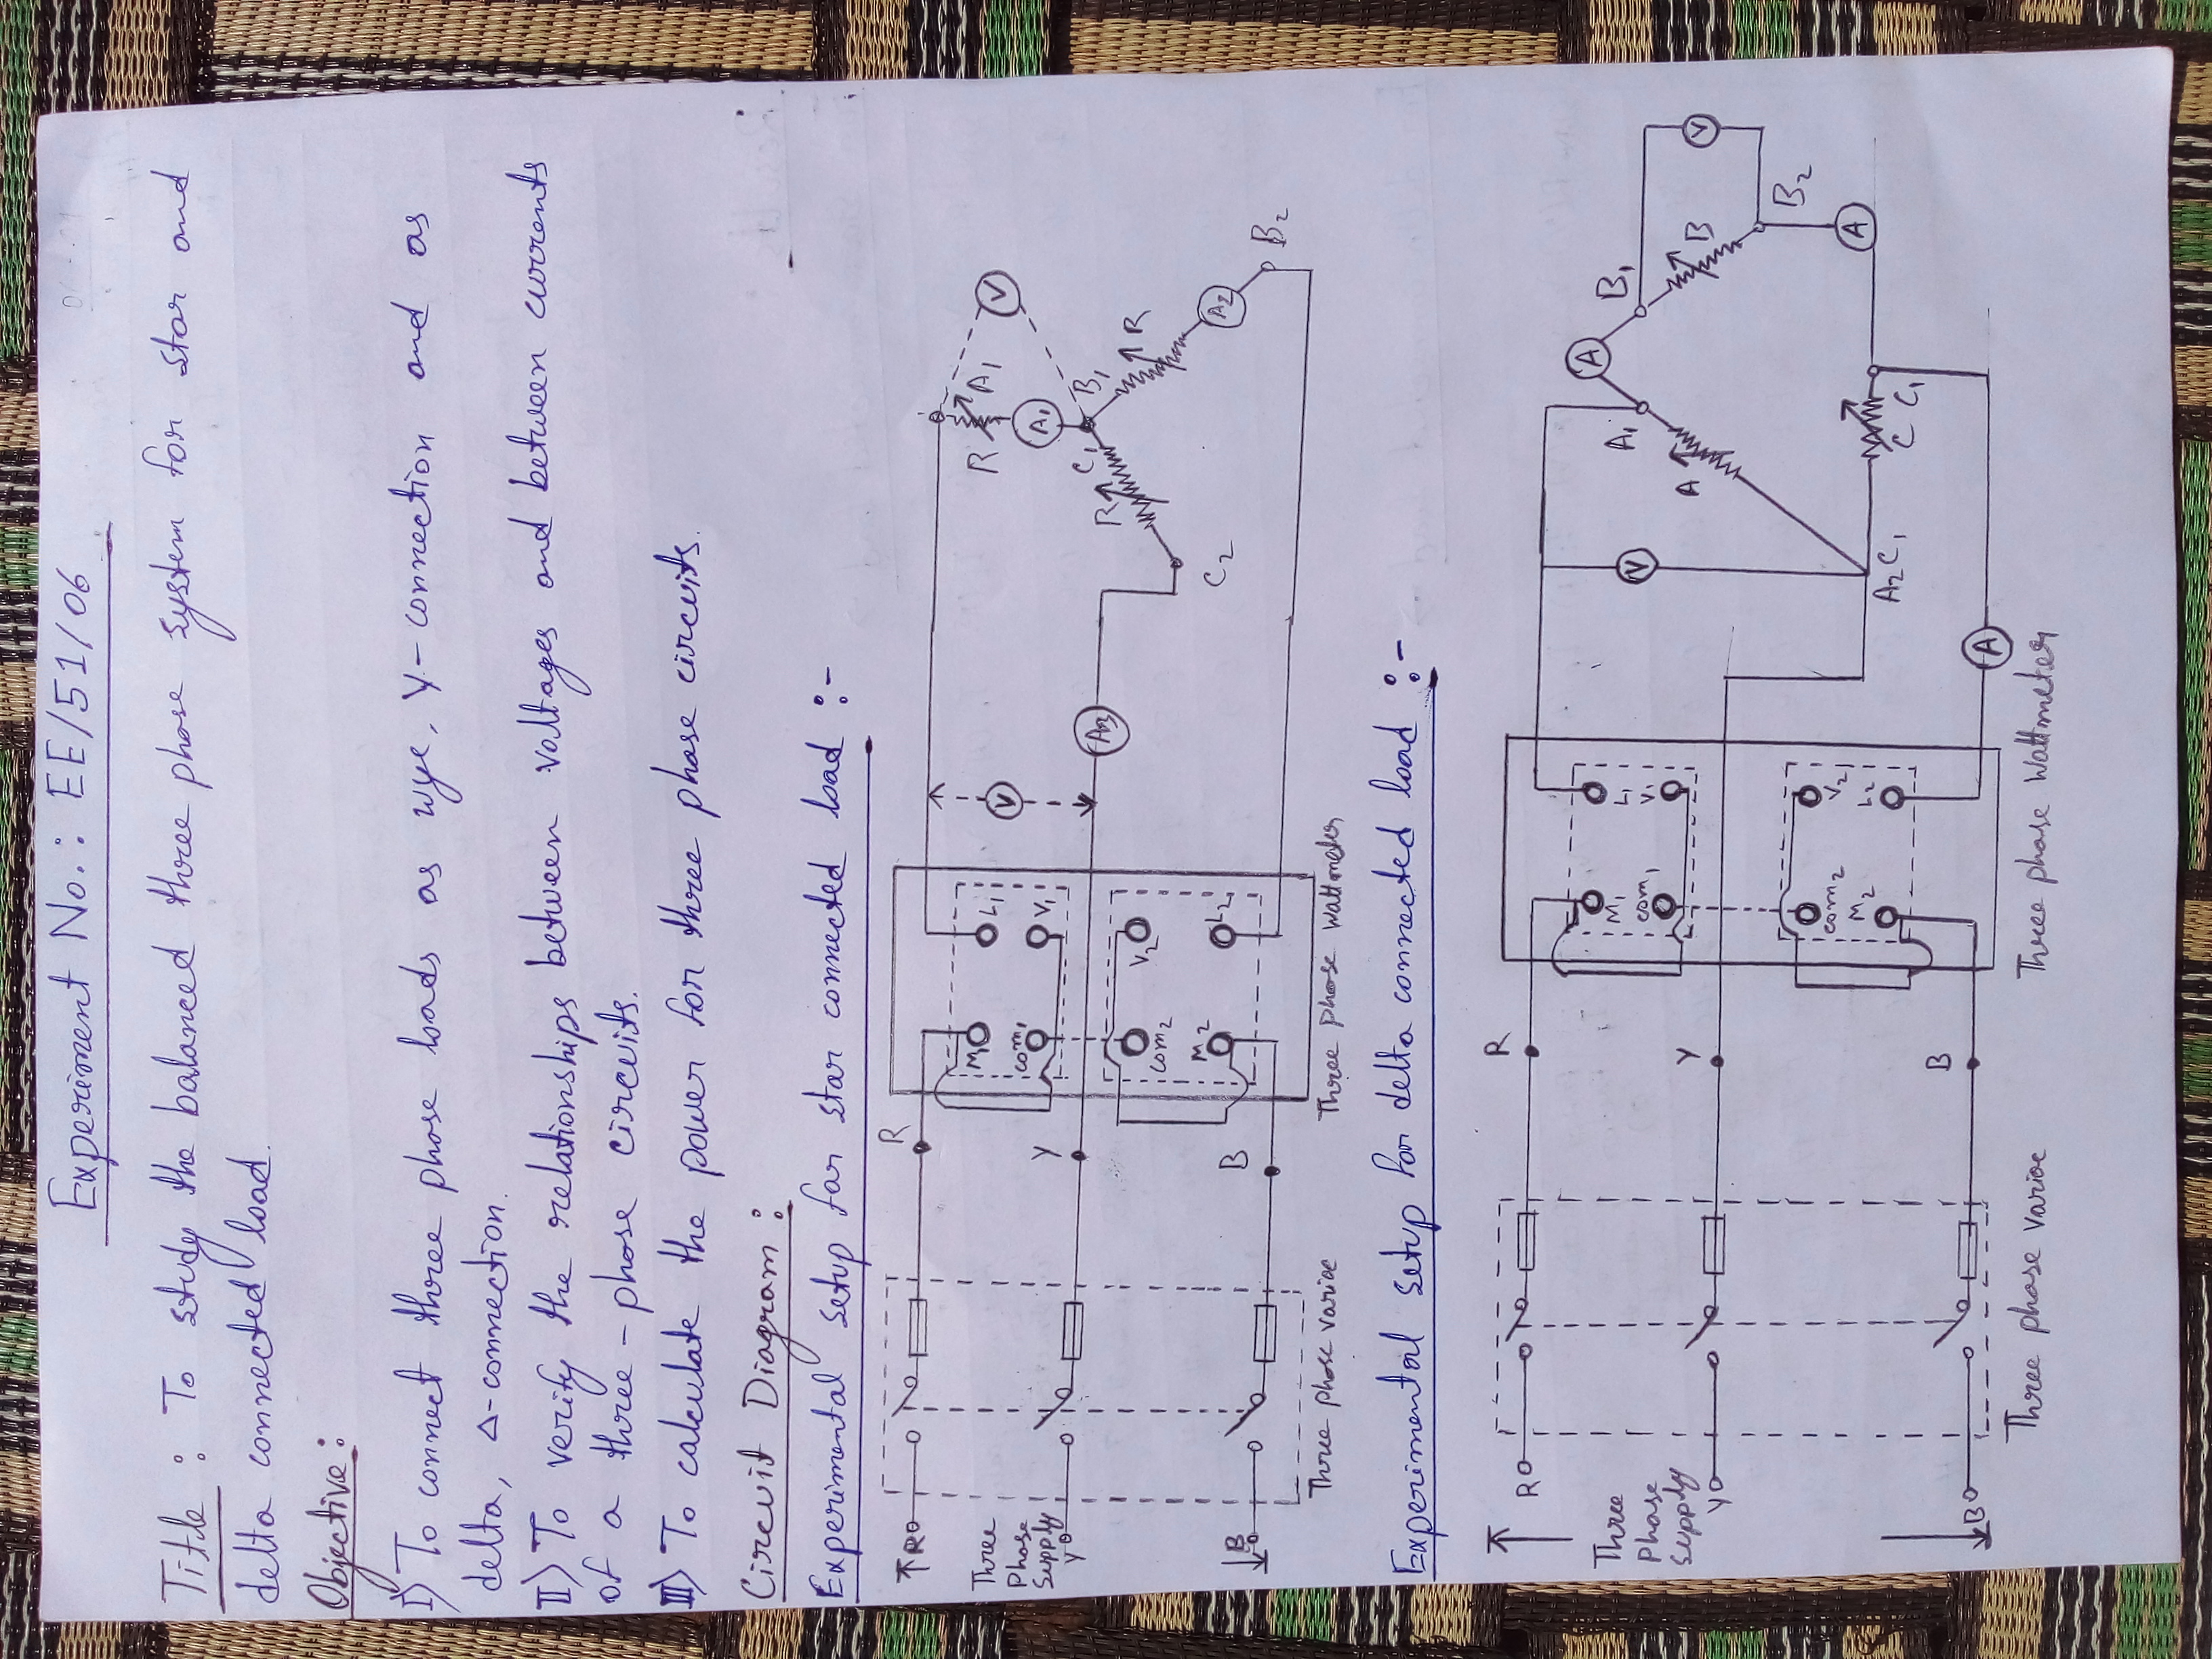 Experiment No.: EE/51/06
Title : To study the balanced three phase system for star and
delta connected load.
Objective :
I) To connect three phase loads as wye, Y-connection and as
delta, Δ-connection.
II) To verify the relationships between voltages and between currents
of a three-phase circuits.
III) To calculate the power for three phase circuits.
Circuit Diagram :
Experimental setup for star connected load :-
R
R
Three
Phase
Supply
Y
Y
B
B
M1
L1
com1
V1
com2
V2
M2
L2
V
A3
R
A1
A1
V
C1
B1
R
R
C2
A2
B2
Three phase variac
Three phase Wattmeter
Experimental setup for delta connected load :-
R
R
Three
Phase
Supply
Y
Y
B
B
M1
L1
com1
V1
com2
V2
M2
L2
V
A
A1
B1
A
B
V
B2
A
A2C1
C
C1
A
Three phase variac
Three phase Wattmeter